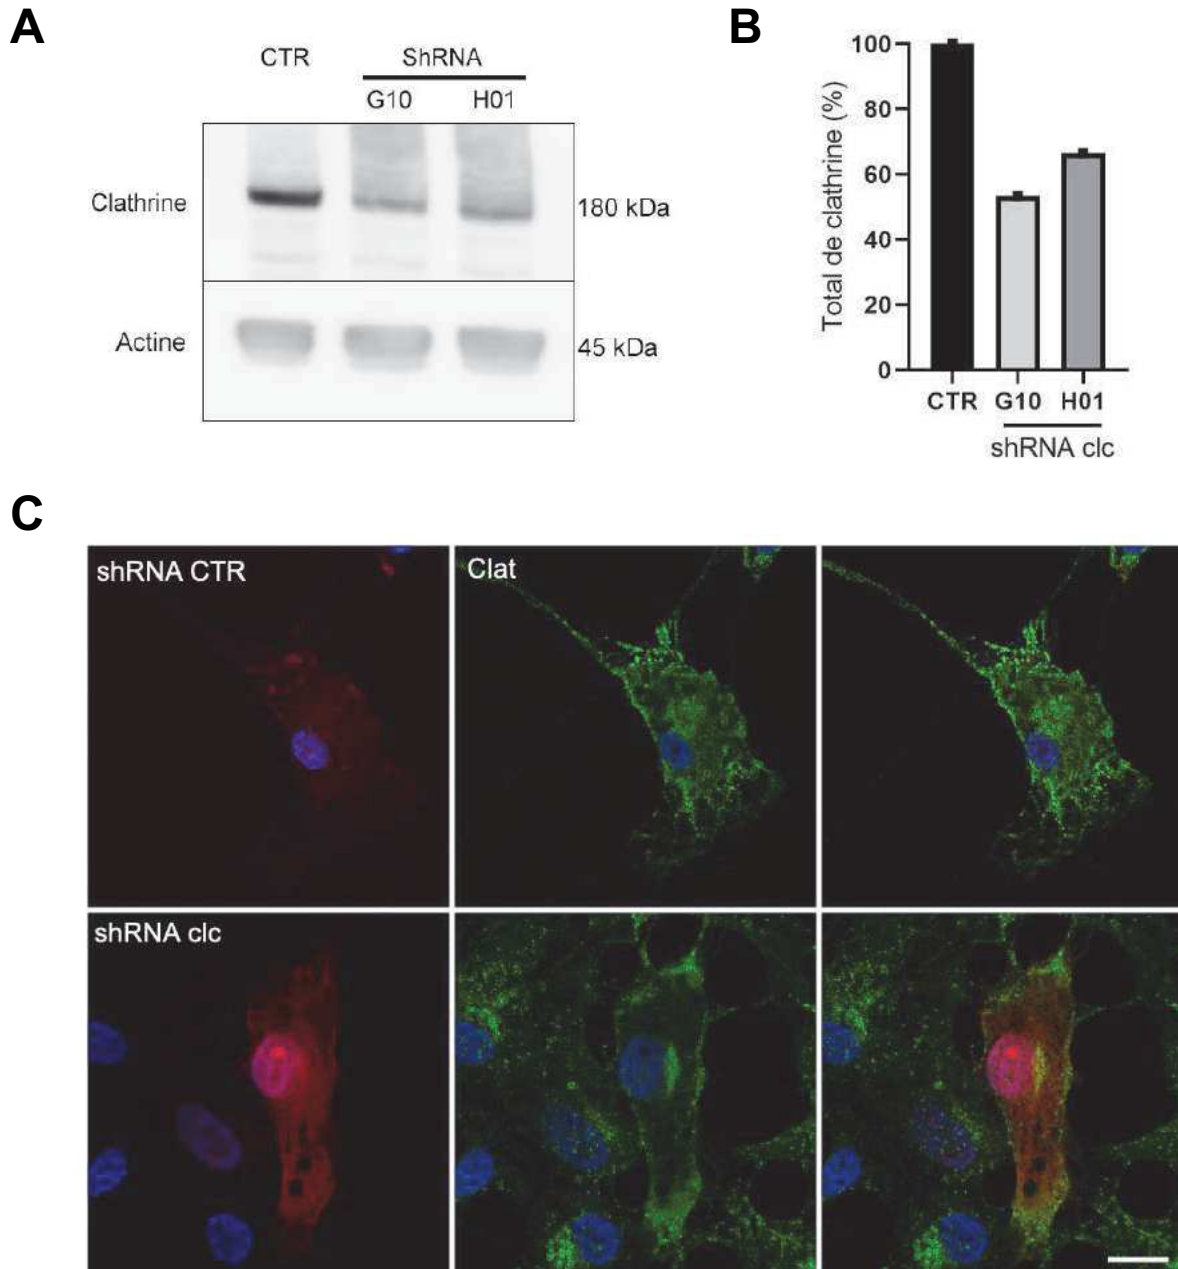 A
CTR ShRNA
G10 H01
Clathrine 180 kDa
Actine 45 kDa
B
Total de clathrine (%)
100
80
60
40
20
0
CTR G10 H01
shRNA clc
C
shRNA CTR Clat
shRNA clc